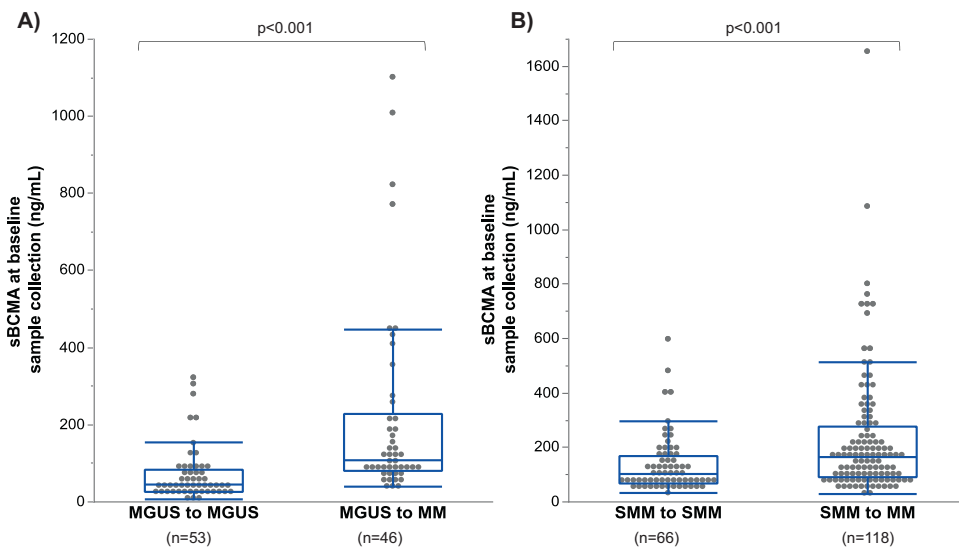 A)
p<0.001
1200
1000
800
600
400
200
0
sBCMA at baseline
sample collection (ng/mL)
MGUS to MGUS
MGUS to MM
(n=53)
(n=46)
B)
p<0.001
1600
1400
1200
1000
800
600
400
200
0
sBCMA at baseline
sample collection (ng/mL)
SMM to SMM
SMM to MM
(n=66)
(n=118)